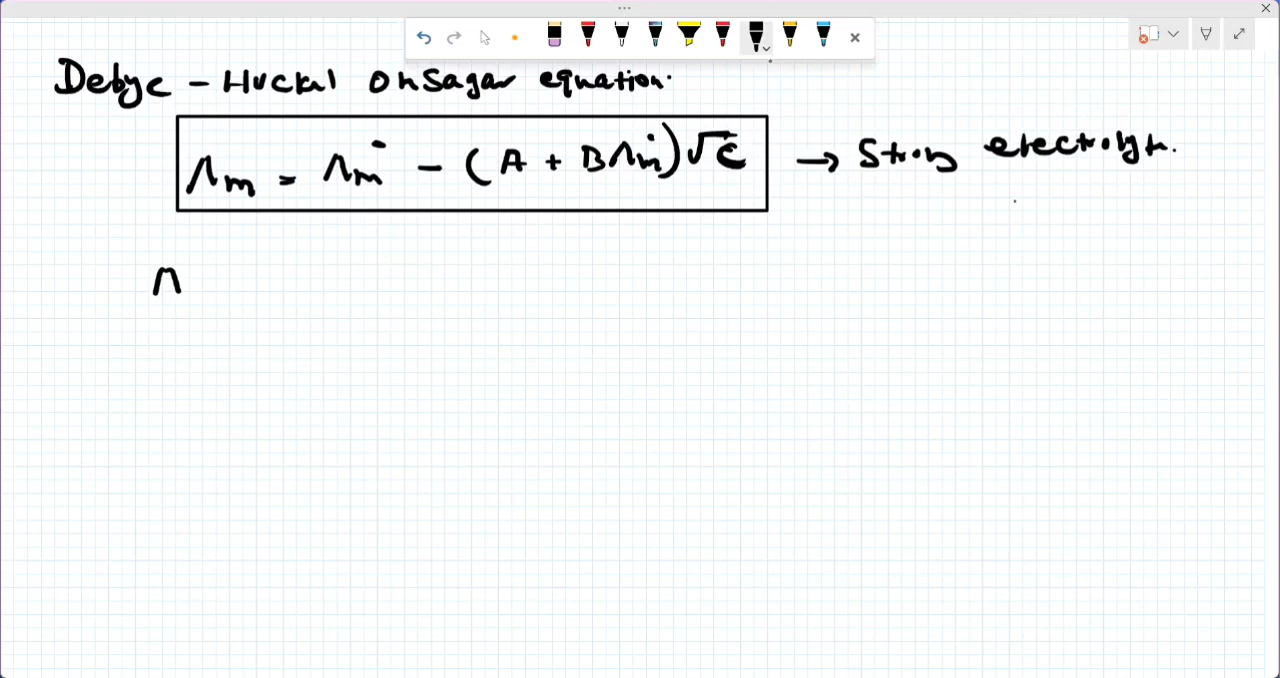 Debye - Huckel Onsagar equation.
Λm = Λm° - (A + BΛm°)√c → Strong electrolyte.
Λ